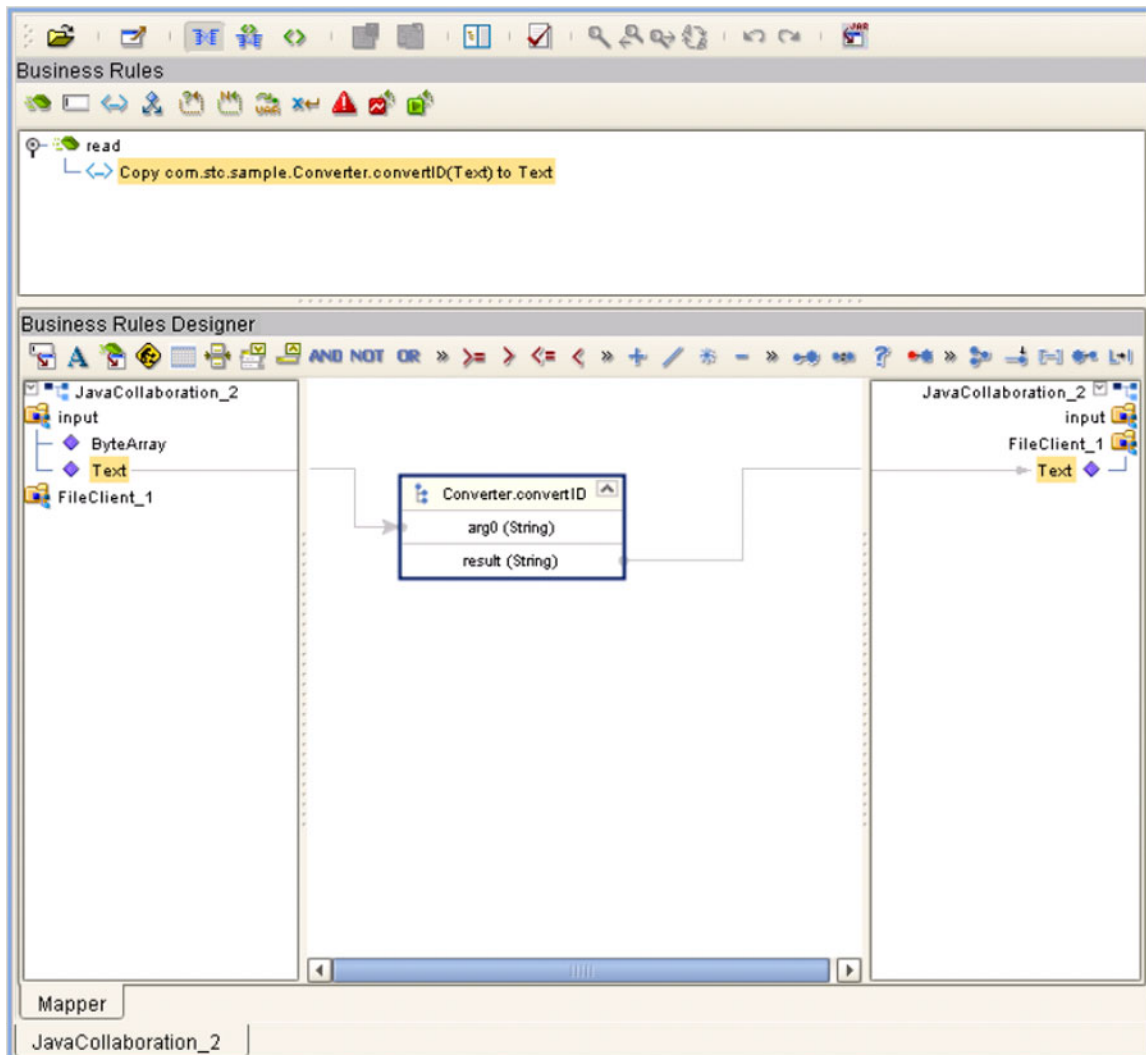 JAR
Business Rules
read
Copy com.stc.sample.Converter.convertID(Text) to Text
Business Rules Designer
A AND NOT OR » >= > <= < » + / - » ? » »
JavaCollaboration_2
input
ByteArray
Text
FileClient_1
Converter.convertID
arg0 (String)
result (String)
JavaCollaboration_2
input
FileClient_1
Text
Mapper
JavaCollaboration_2